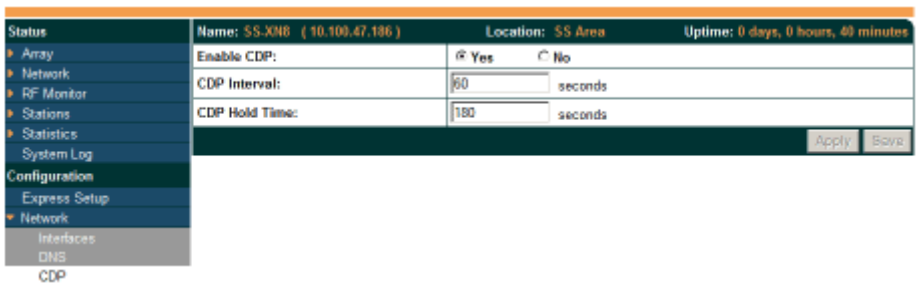 Status
Name: SS-XN8 ( 10.100.47.186 ) Location: SS Area Uptime: 0 days, 0 hours, 40 minutes
Array
Network
RF Monitor
Stations
Statistics
System Log
Configuration
Express Setup
Network
Interfaces
DNS
CDP
Enable CDP: Yes No
CDP Interval: 60 seconds
CDP Hold Time: 180 seconds
Apply Save